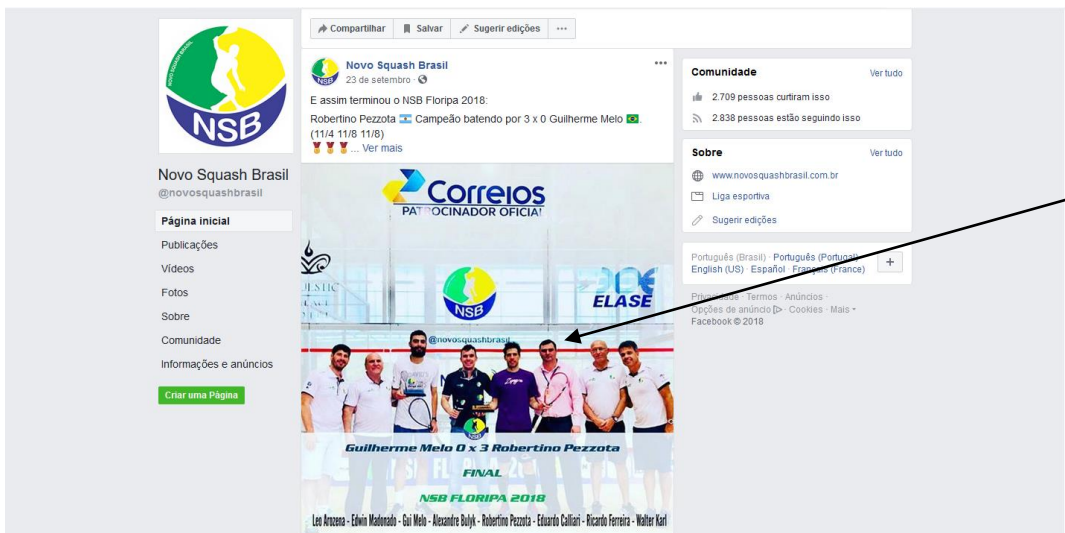 NOVO SQUASH BRASIL
NSB
Novo Squash Brasil
@novosquashbrasil
Página inicial
Publicações
Vídeos
Fotos
Sobre
Comunidade
Informações e anúncios
Criar uma Página
Compartilhar Salvar Sugerir edições ...
Novo Squash Brasil
23 de setembro ·
E assim terminou o NSB Floripa 2018:
Robertino Pezzota 🇦🇷 Campeão batendo por 3 x 0 Guilherme Melo 🇧🇷.
(11/4 11/8 11/8)
🏅🏅🏅... Ver mais
Correios
PATROCINADOR OFICIAL
NSB
ELASE
@novosquashbrasil
NSB
Guilherme Melo 0 x 3 Robertino Pezzota
FINAL
NSB FLORIPA 2018
Leo Arozena - Edwin Madonado - Gui Melo - Alexandre Bulyk - Robertino Pezzota - Eduardo Calliari - Ricardo Ferreira - Walter Karl
Comunidade Ver tudo
2.709 pessoas curtiram isso
2.838 pessoas estão seguindo isso
Sobre Ver tudo
www.novosquashbrasil.com.br
Liga esportiva
Sugerir edições
Português (Brasil) · Português (Portugal) ·
English (US) · Español · Français (France)
+
Privacidade · Termos · Anúncios ·
Opções de anúncio · Cookies · Mais
Facebook © 2018